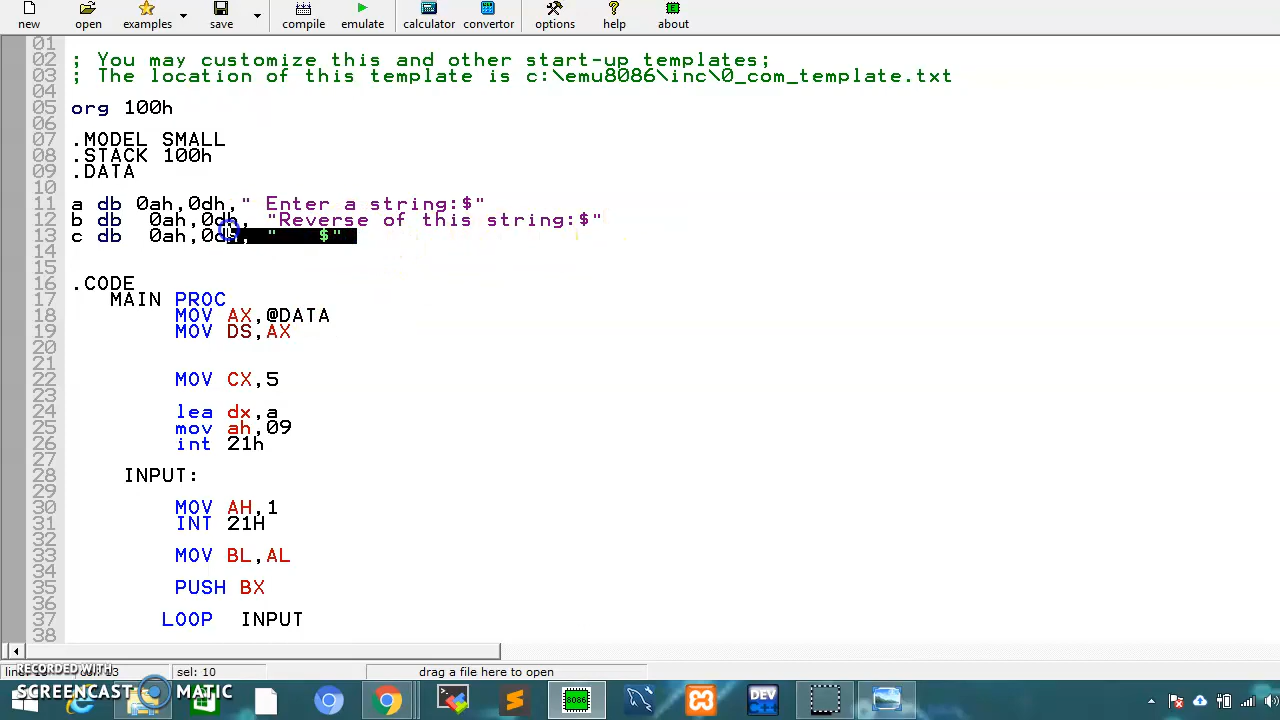 new open examples save compile emulate calculator convertor options help about
01
02 ; You may customize this and other start-up templates;
03 ; The location of this template is c:\emu8086\inc\0_com_template.txt
04
05 org 100h
06
07 .MODEL SMALL
08 .STACK 100h
09 .DATA
10
11 a db 0ah,0dh," Enter a string:$"
12 b db 0ah,0dh, "Reverse of this string:$"
13 c db 0ah,0dh, " $"
14
15
16 .CODE
17 MAIN PROC
18 MOV AX,@DATA
19 MOV DS,AX
20
21
22 MOV CX,5
23
24 lea dx,a
25 mov ah,09
26 int 21h
27
28 INPUT:
29
30 MOV AH,1
31 INT 21H
32
33 MOV BL,AL
34
35 PUSH BX
36
37 LOOP INPUT
38
sel: 10 drag a file here to open
RECORDED WITH
SCREENCAST MATIC
8086 DEV